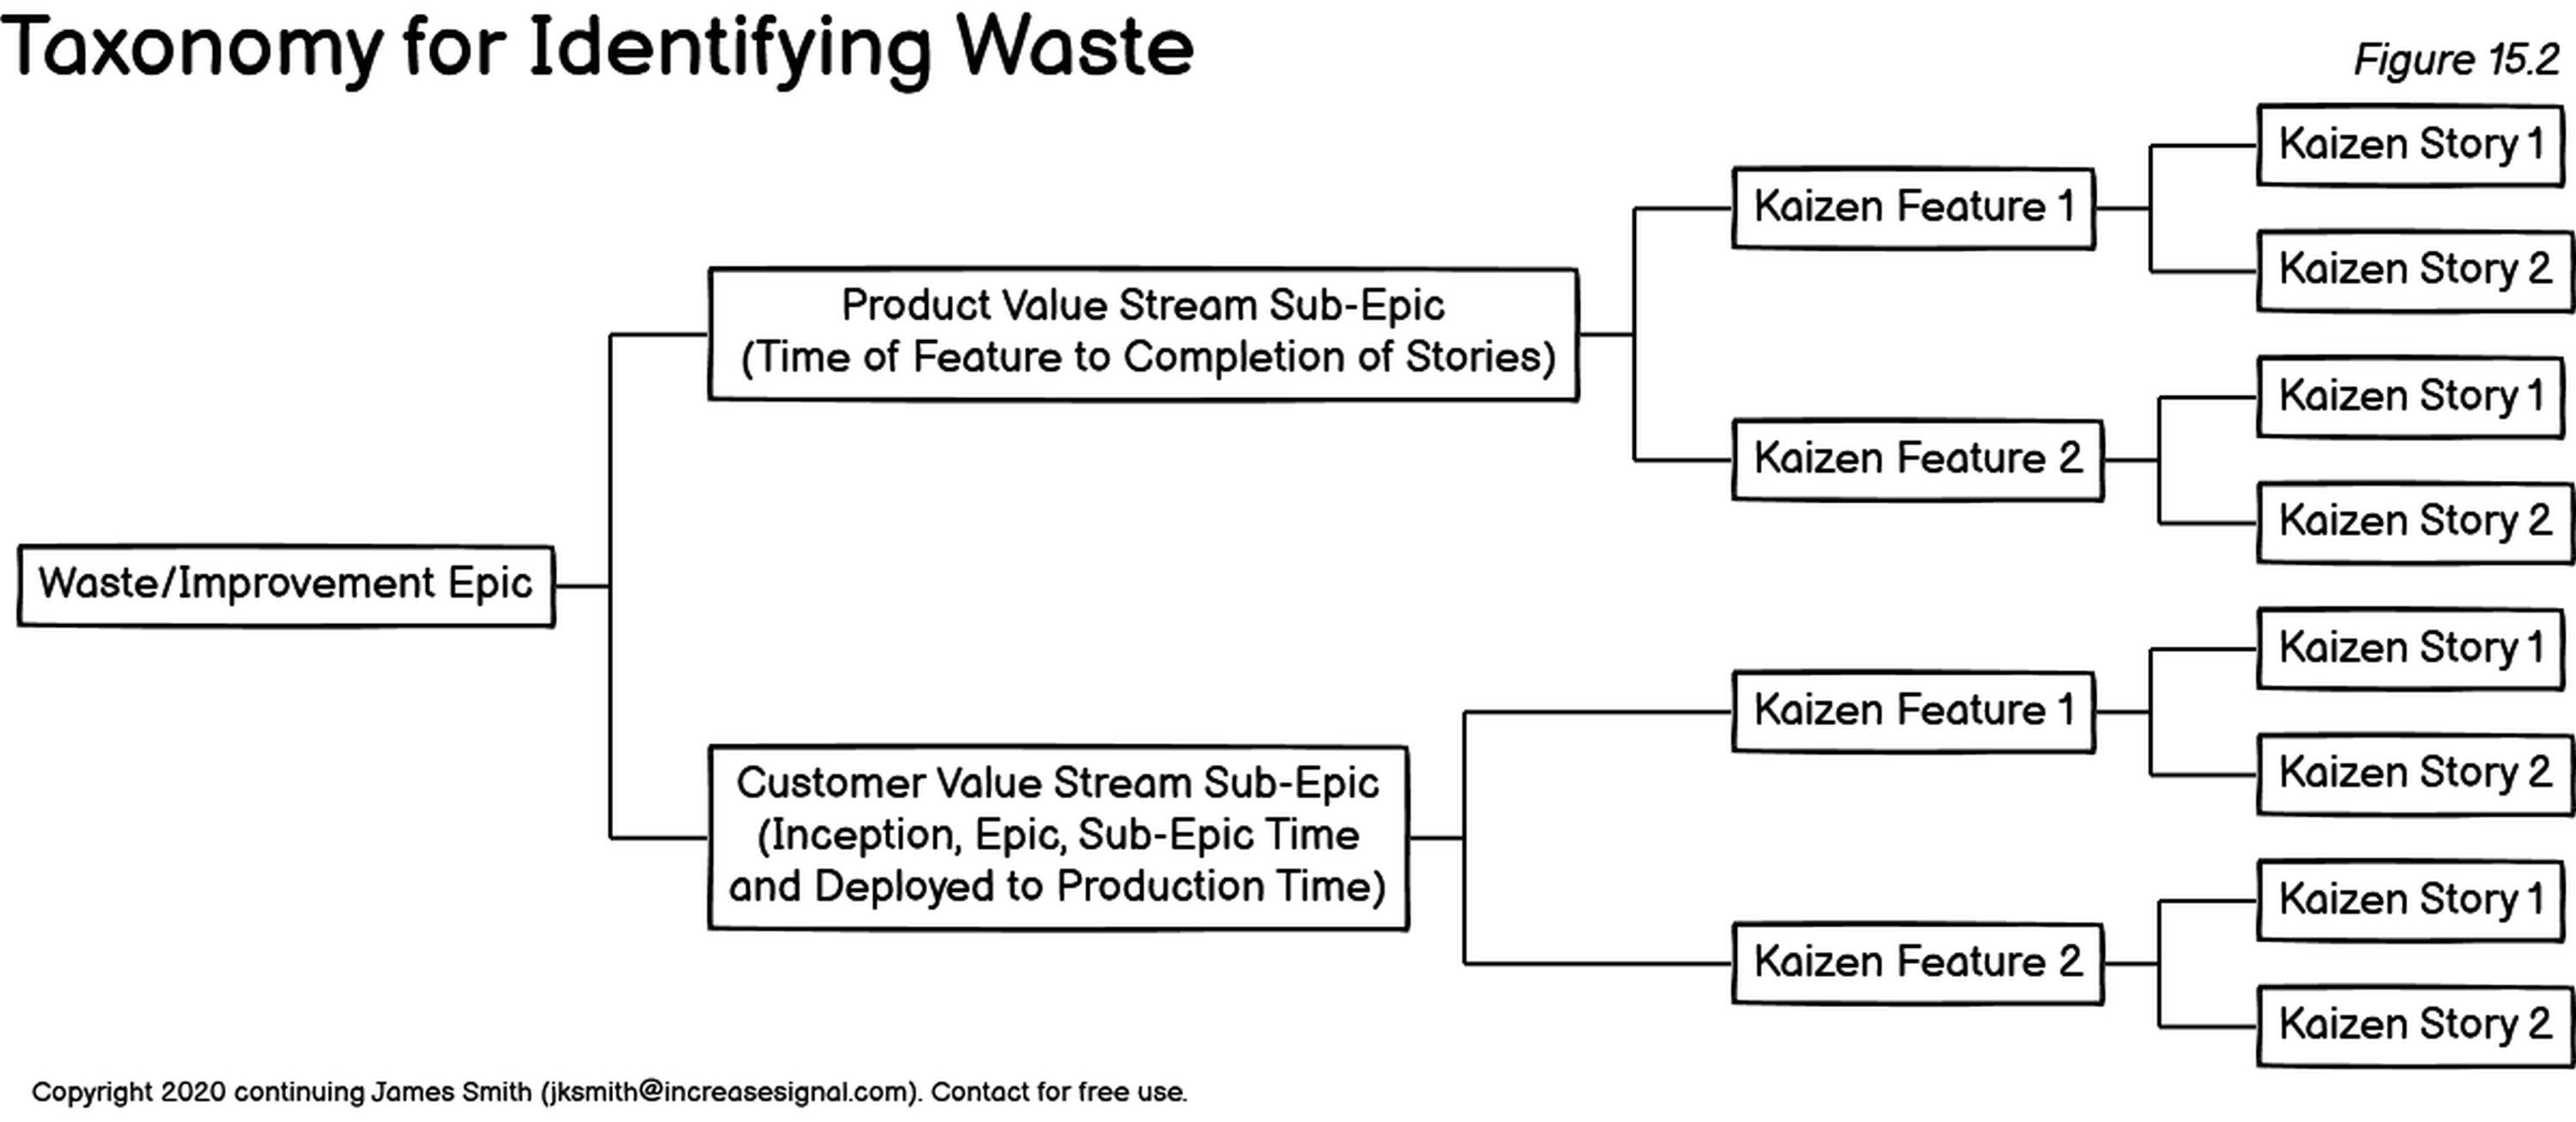 Taxonomy for Identifying Waste
Figure 15.2
Waste/Improvement Epic
Product Value Stream Sub-Epic
(Time of Feature to Completion of Stories)
Kaizen Feature 1
Kaizen Story 1
Kaizen Story 2
Kaizen Feature 2
Kaizen Story 1
Kaizen Story 2
Customer Value Stream Sub-Epic
(Inception, Epic, Sub-Epic Time
and Deployed to Production Time)
Kaizen Feature 1
Kaizen Story 1
Kaizen Story 2
Kaizen Feature 2
Kaizen Story 1
Kaizen Story 2
Copyright 2020 continuing James Smith (jksmith@increasesignal.com). Contact for free use.